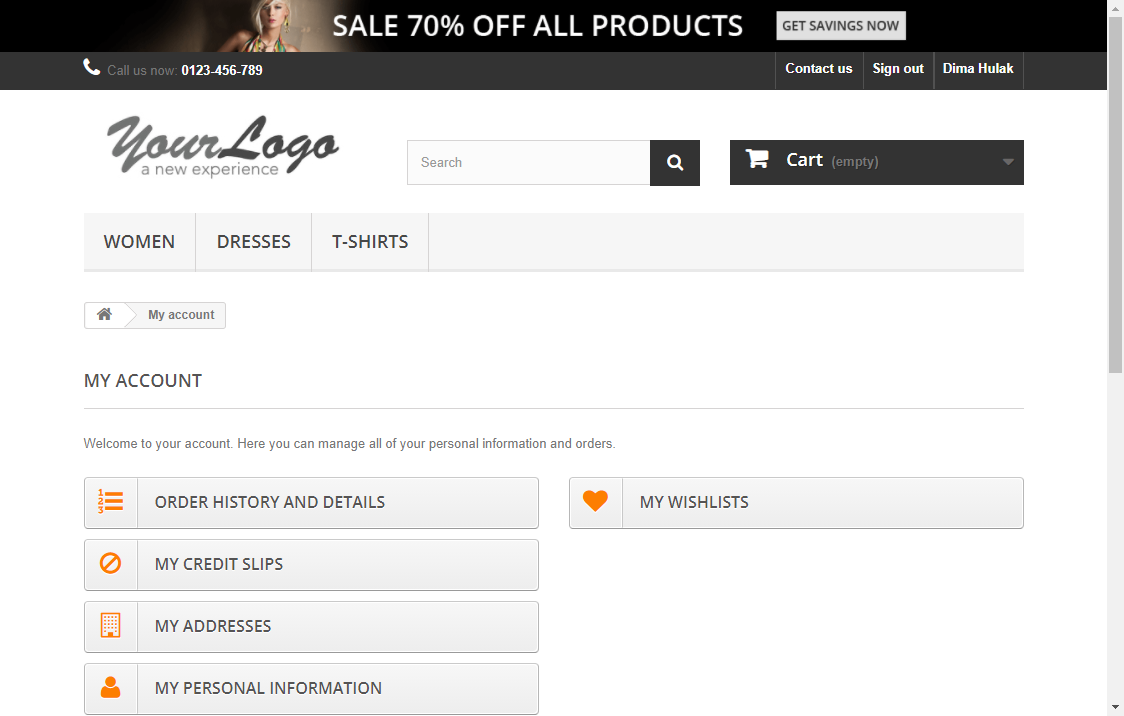 SALE 70% OFF ALL PRODUCTS GET SAVINGS NOW
Call us now: 0123-456-789 Contact us Sign out Dima Hulak
YourLogo
a new experience
Search Cart (empty)
WOMEN DRESSES T-SHIRTS
My account
MY ACCOUNT
Welcome to your account. Here you can manage all of your personal information and orders.
1
2
3
ORDER HISTORY AND DETAILS MY WISHLISTS
MY CREDIT SLIPS
MY ADDRESSES
MY PERSONAL INFORMATION